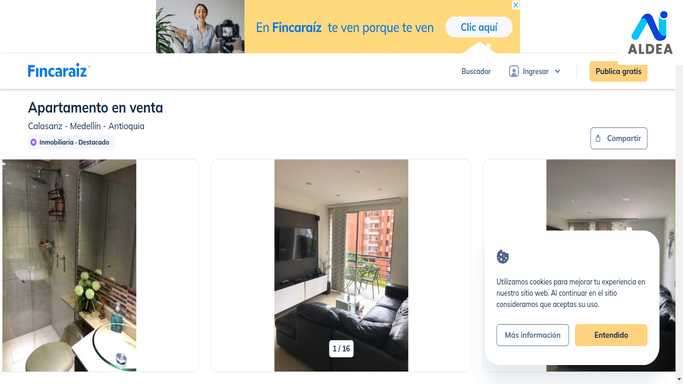 En Fincaraíz te ven porque te ven
Clic aquí
ALDEA
Fincaraiz
Buscador
Ingresar
Publica gratis
Apartamento en venta
Calasanz - Medellín - Antioquia
Inmobiliaria · Destacado
Compartir
1 / 16
Utilizamos cookies para mejorar tu experiencia en
nuestro sitio web. Al continuar en el sitio
consideramos que aceptas su uso.
Más información
Entendido